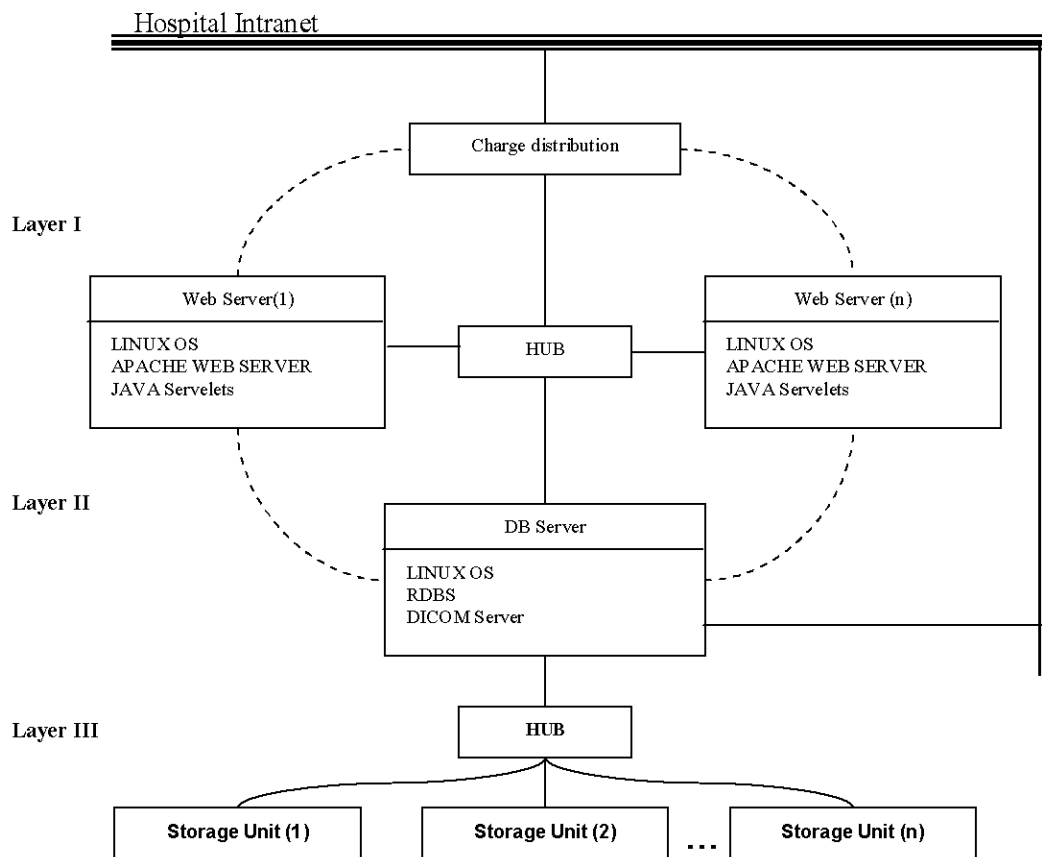 Hospital Intranet
Charge distribution
Layer I
Web Server(1)
LINUX OS
APACHE WEB SERVER
JAVA Servelets
HUB
Web Server (n)
LINUX OS
APACHE WEB SERVER
JAVA Servelets
Layer II
DB Server
LINUX OS
RDBS
DICOM Server
Layer III
HUB
Storage Unit (1)
Storage Unit (2)
...
Storage Unit (n)